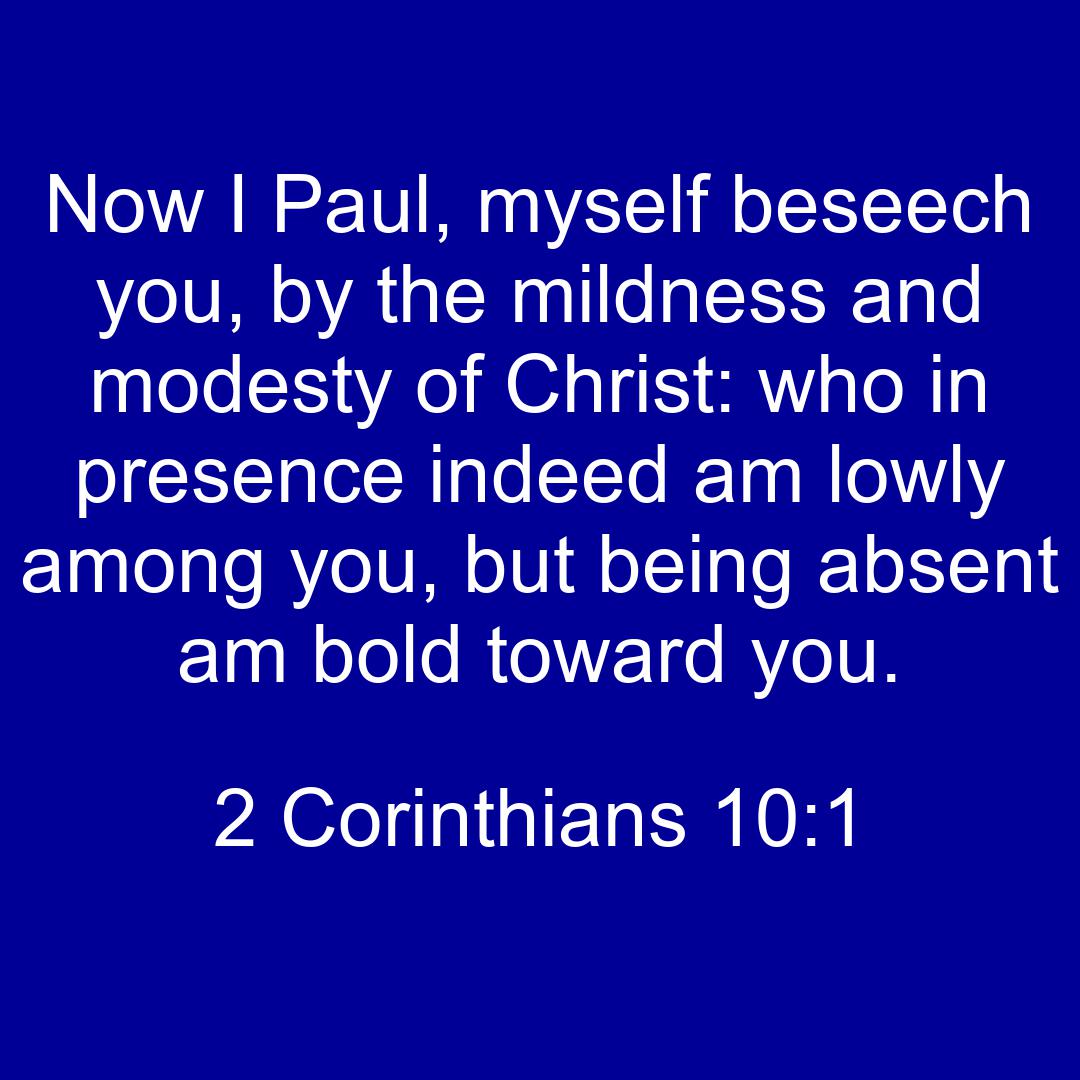 Now I Paul, myself beseech
you, by the mildness and
modesty of Christ: who in
presence indeed am lowly
among you, but being absent
am bold toward you.
2 Corinthians 10:1